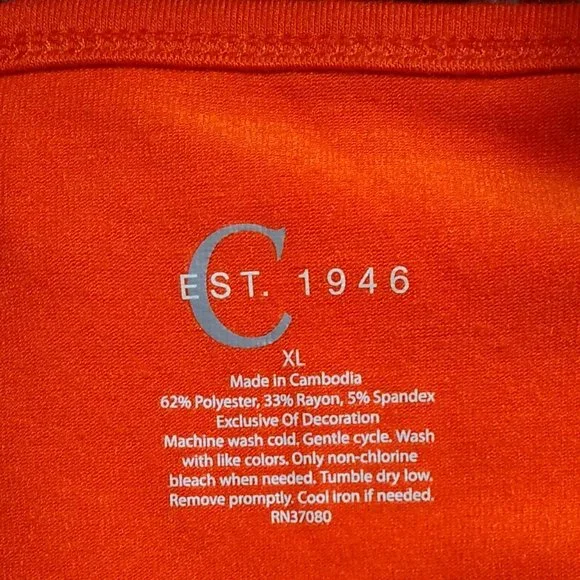 C
EST. 1946
XL
Made in Cambodia
62% Polyester, 33% Rayon, 5% Spandex
Exclusive Of Decoration
Machine wash cold. Gentle cycle. Wash
with like colors. Only non-chlorine
bleach when needed. Tumble dry low.
Remove promptly. Cool iron if needed.
RN37080